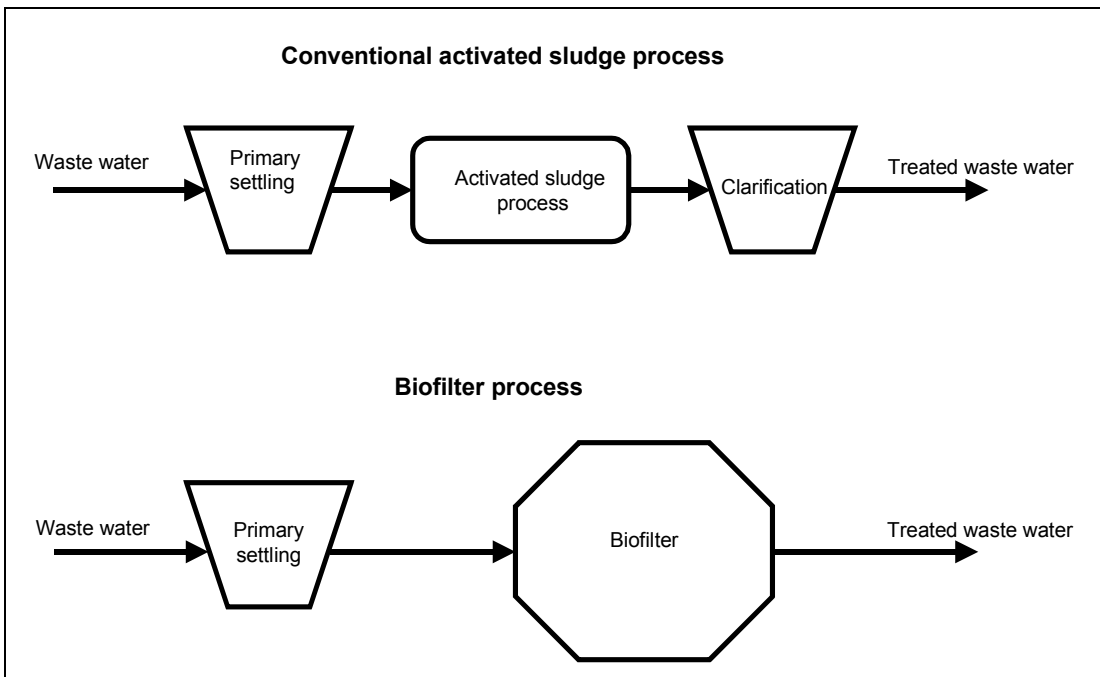 Conventional activated sludge process
Waste water
Primary
settling
Activated sludge
process
Clarification
Treated waste water
Biofilter process
Waste water
Primary
settling
Biofilter
Treated waste water